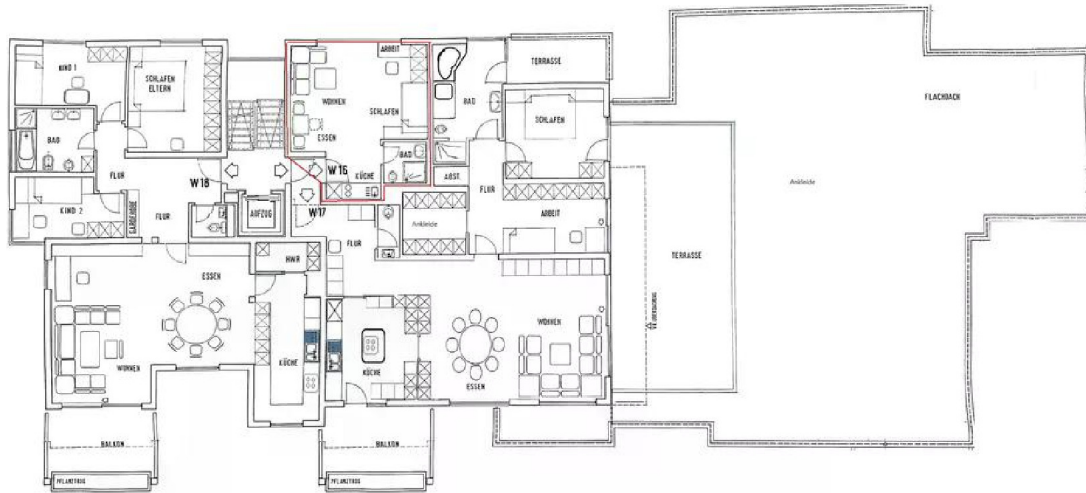 KIND 1
SCHLAFEN
ELTERN
BAD
FLUR
KIND 2
GARDEROBE
FLUR
W 18
AUFZUG
ARBEIT
WOHNEN
SCHLAFEN
ESSEN
BAD
W 16
KÜCHE
W17
BAD
TERRASSE
SCHLAFEN
ABST.
FLUR
Ankleide
ARBEIT
FLUR
HWR
ESSEN
WOHNEN
KÜCHE
KÜCHE
ESSEN
WOHNEN
BALKON
PFLANZTROG
BALKON
PFLANZTROG
TERRASSE
Ankleide
FLACHDACH